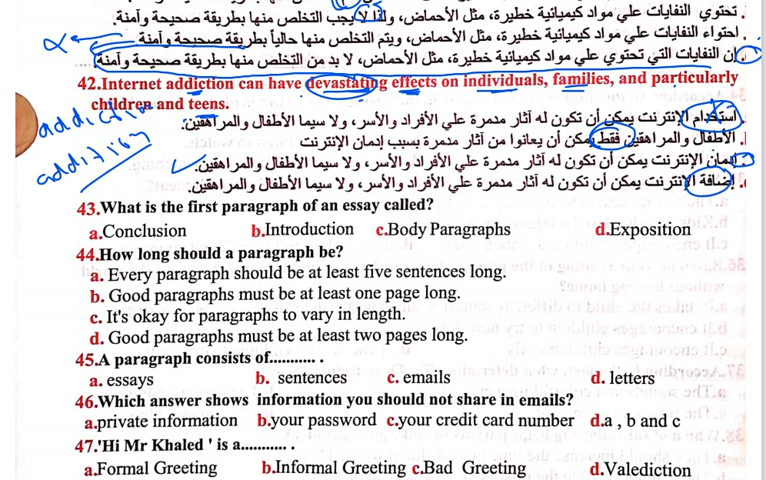 . تحتوي النفايات علي مواد كيميائية خطيرة، مثل الأحماض، ولذا لا يجب التخلص منها بطريقة صحيحة وآمنة.
. احتواء النفايات علي مواد كيميائية خطيرة، مثل الأحماض، ويتم التخلص منها حالياً بطريقة صحيحة وآمنة
. إن النفايات التي تحتوي علي مواد كيميائية خطيرة، مثل الأحماض، لا بد من التخلص منها بطريقة صحيحة وآمنة.
42.Internet addiction can have devastating effects on individuals, families, and particularly
children and teens.
addiction
استخدام الإنترنت يمكن أن تكون له آثار مدمرة علي الأفراد والأسر، ولا سيما الأطفال والمراهقين.
. الأطفال والمراهقين فقط يمكن أن يعانوا من آثار مدمرة بسبب إدمان الإنترنت
إدمان الإنترنت يمكن أن تكون له آثار مدمرة علي الأفراد والأسر، ولا سيما الأطفال والمراهقين.
. إضافة الإنترنت يمكن أن تكون له آثار مدمرة علي الأفراد والأسر، ولا سيما الأطفال والمراهقين.
43.What is the first paragraph of an essay called?
a.Conclusion b.Introduction c.Body Paragraphs d.Exposition
44.How long should a paragraph be?
a. Every paragraph should be at least five sentences long.
b. Good paragraphs must be at least one page long.
c. It's okay for paragraphs to vary in length.
d. Good paragraphs must be at least two pages long.
45.A paragraph consists of...........
a. essays b. sentences c. emails d. letters
46.Which answer shows information you should not share in emails?
a.private information b.your password c.your credit card number d.a , b and c
47.'Hi Mr Khaled ' is a...........
a.Formal Greeting b.Informal Greeting c.Bad Greeting d.Valediction